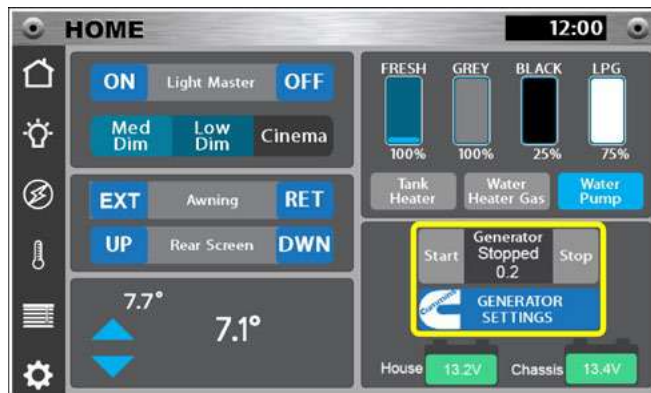 HOME 12:00
ON Light Master OFF
Med Dim Low Dim Cinema
EXT Awning RET
UP Rear Screen DWN
7.7°
7.1°
FRESH GREY BLACK LPG
100% 100% 25% 75%
Tank Heater Water Heater Gas Water Pump
Generator
Start Stopped Stop
0.2
Cummins GENERATOR
SETTINGS
House 13.2V Chassis 13.4V